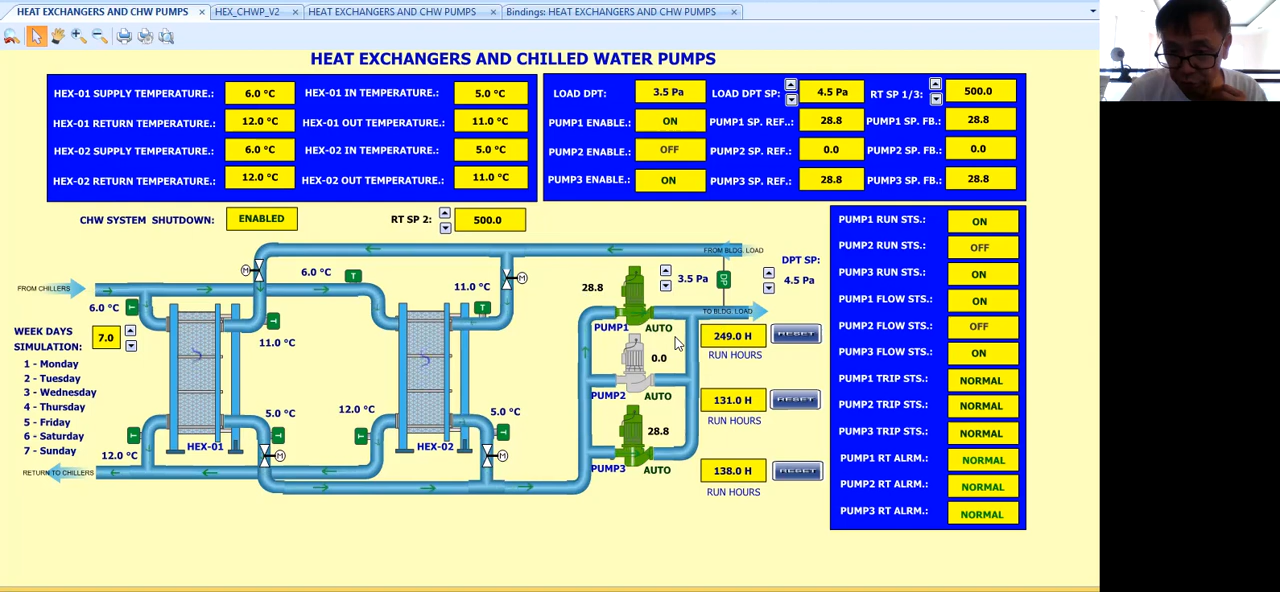 HEAT EXCHANGERS AND CHW PUMPS
HEX_CHWP_V2
HEAT EXCHANGERS AND CHW PUMPS
Bindings: HEAT EXCHANGERS AND CHW PUMPS
HEAT EXCHANGERS AND CHILLED WATER PUMPS
HEX-01 SUPPLY TEMPERATURE.: 6.0 °C HEX-01 IN TEMPERATURE.: 5.0 °C
HEX-01 RETURN TEMPERATURE.: 12.0 °C HEX-01 OUT TEMPERATURE.: 11.0 °C
HEX-02 SUPPLY TEMPERATURE.: 6.0 °C HEX-02 IN TEMPERATURE.: 5.0 °C
HEX-02 RETURN TEMPERATURE.: 12.0 °C HEX-02 OUT TEMPERATURE.: 11.0 °C
LOAD DPT: 3.5 Pa LOAD DPT SP: 4.5 Pa RT SP 1/3: 500.0
PUMP1 ENABLE.: ON PUMP1 SP. REF..: 28.8 PUMP1 SP. FB.: 28.8
PUMP2 ENABLE.: OFF PUMP2 SP. REF.: 0.0 PUMP2 SP. FB.: 0.0
PUMP3 ENABLE.: ON PUMP3 SP. REF.: 28.8 PUMP3 SP. FB.: 28.8
CHW SYSTEM SHUTDOWN: ENABLED RT SP 2: 500.0
PUMP1 RUN STS.: ON
PUMP2 RUN STS.: OFF
PUMP3 RUN STS.: ON
PUMP1 FLOW STS.: ON
PUMP2 FLOW STS.: OFF
PUMP3 FLOW STS.: ON
PUMP1 TRIP STS.: NORMAL
PUMP2 TRIP STS.: NORMAL
PUMP3 TRIP STS.: NORMAL
PUMP1 RT ALRM.: NORMAL
PUMP2 RT ALRM.: NORMAL
PUMP3 RT ALRM.: NORMAL
FROM BLDG. LOAD
DPT SP:
4.5 Pa
M
6.0 °C
T
M
11.0 °C
T
3.5 Pa
DP
FROM CHILLERS
28.8
6.0 °C
T
T
TO BLDG. LOAD
PUMP1
AUTO
WEEK DAYS
SIMULATION:
7.0
11.0 °C
249.0 H
RESET
RUN HOURS
1 - Monday
2 - Tuesday
3 - Wednesday
4 - Thursday
5 - Friday
6 - Saturday
7 - Sunday
0.0
PUMP2
AUTO
131.0 H
RESET
RUN HOURS
5.0 °C
12.0 °C
5.0 °C
28.8
T
T
T
T
HEX-01
HEX-02
12.0 °C
M
M
PUMP3
AUTO
138.0 H
RESET
RUN HOURS
RETURN TO CHILLERS